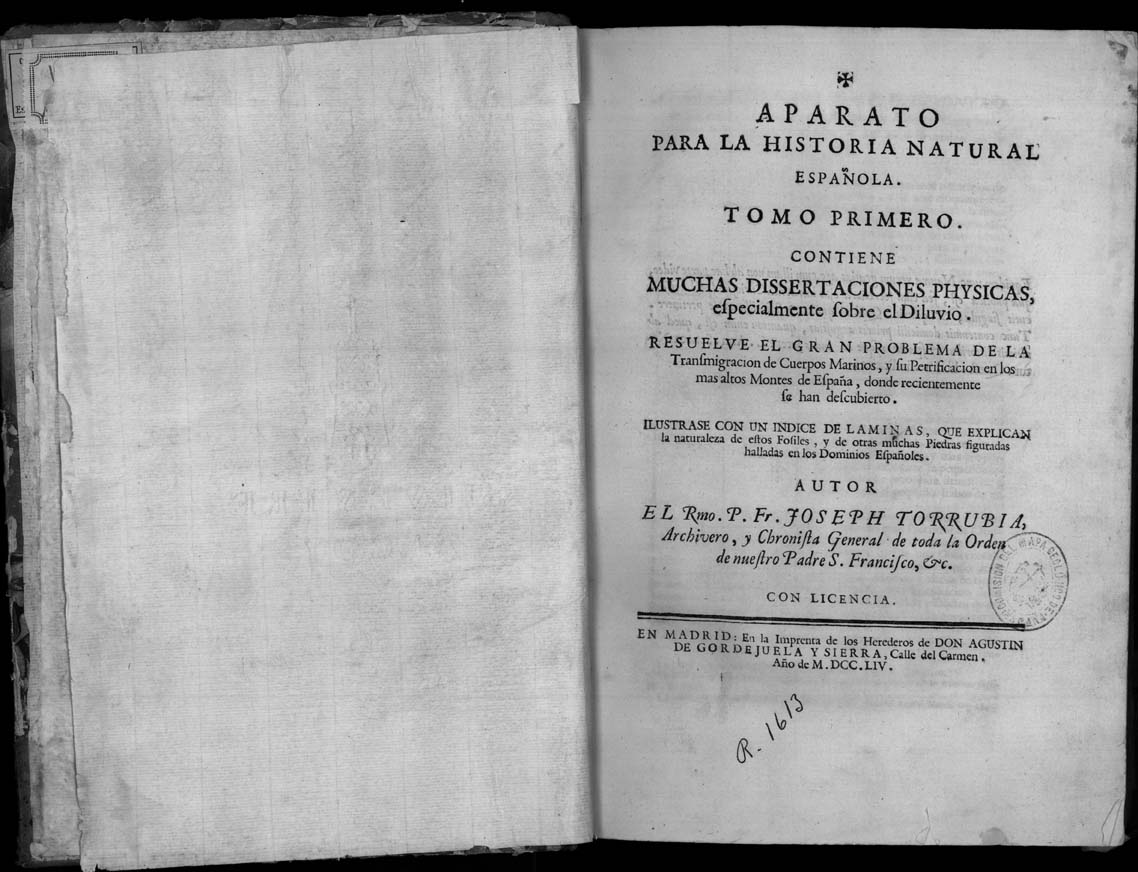 ✠
APARATO
PARA LA HISTORIA NATURAL
ESPAÑOLA.
TOMO PRIMERO.
CONTIENE
MUCHAS DISSERTACIONES PHYSICAS,
eſpecialmente ſobre el Diluvio.
RESUELVE EL GRAN PROBLEMA DE LA
Tranſmigracion de Cuerpos Marinos, y ſu Petrificacion en los
mas altos Montes de Eſpaña, donde recientemente
ſe han deſcubierto.
ILUSTRASE CON UN INDICE DE LAMINAS, QUE EXPLICAN
la naturaleza de eſtos Foſiles, y de otras muchas Piedras figuradas
halladas en los Dominios Eſpañoles.
AUTOR
EL Rmo. P. Fr. JOSEPH TORRUBIA,
Archivero, y Chroniſta General de toda la Orden
de nueſtro Padre S. Franciſco, &c.
CON LICENCIA.
EN MADRID: En la Imprenta de los Herederos de DON AGUSTIN
DE GORDEJUELA Y SIERRA, Calle del Carmen.
Año de M.DCC.LIV.
R. 1613
COMISION DEL MAPA GEOLOGICO DE